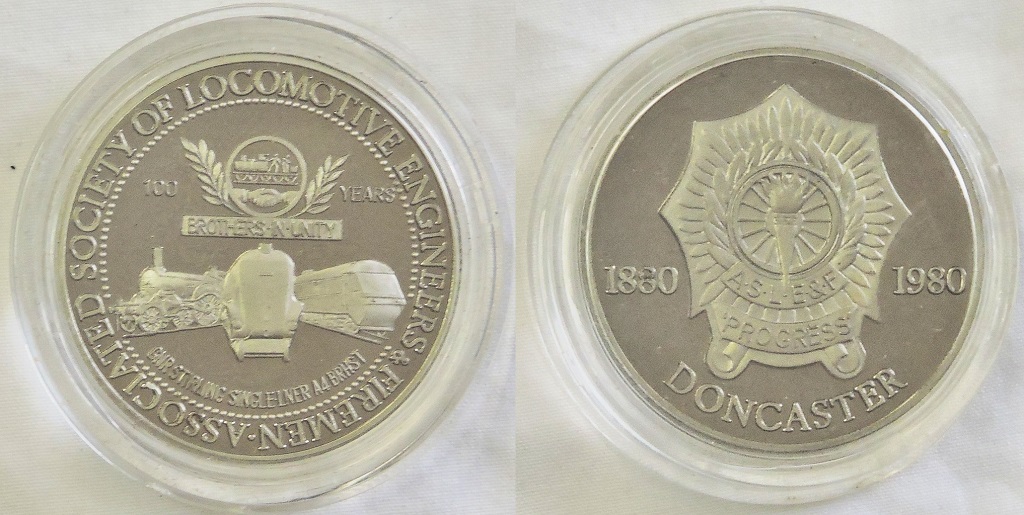 ASSOCIATED SOCIETY OF LOCOMOTIVE ENGINEERS & FIREMEN·
100 YEARS
BROTHERS·IN·UNITY
GNR STIRLING SINGLE·LNER A4 BR HST
1880 1980
A·S·L·E·&·F
PROGRESS
DONCASTER